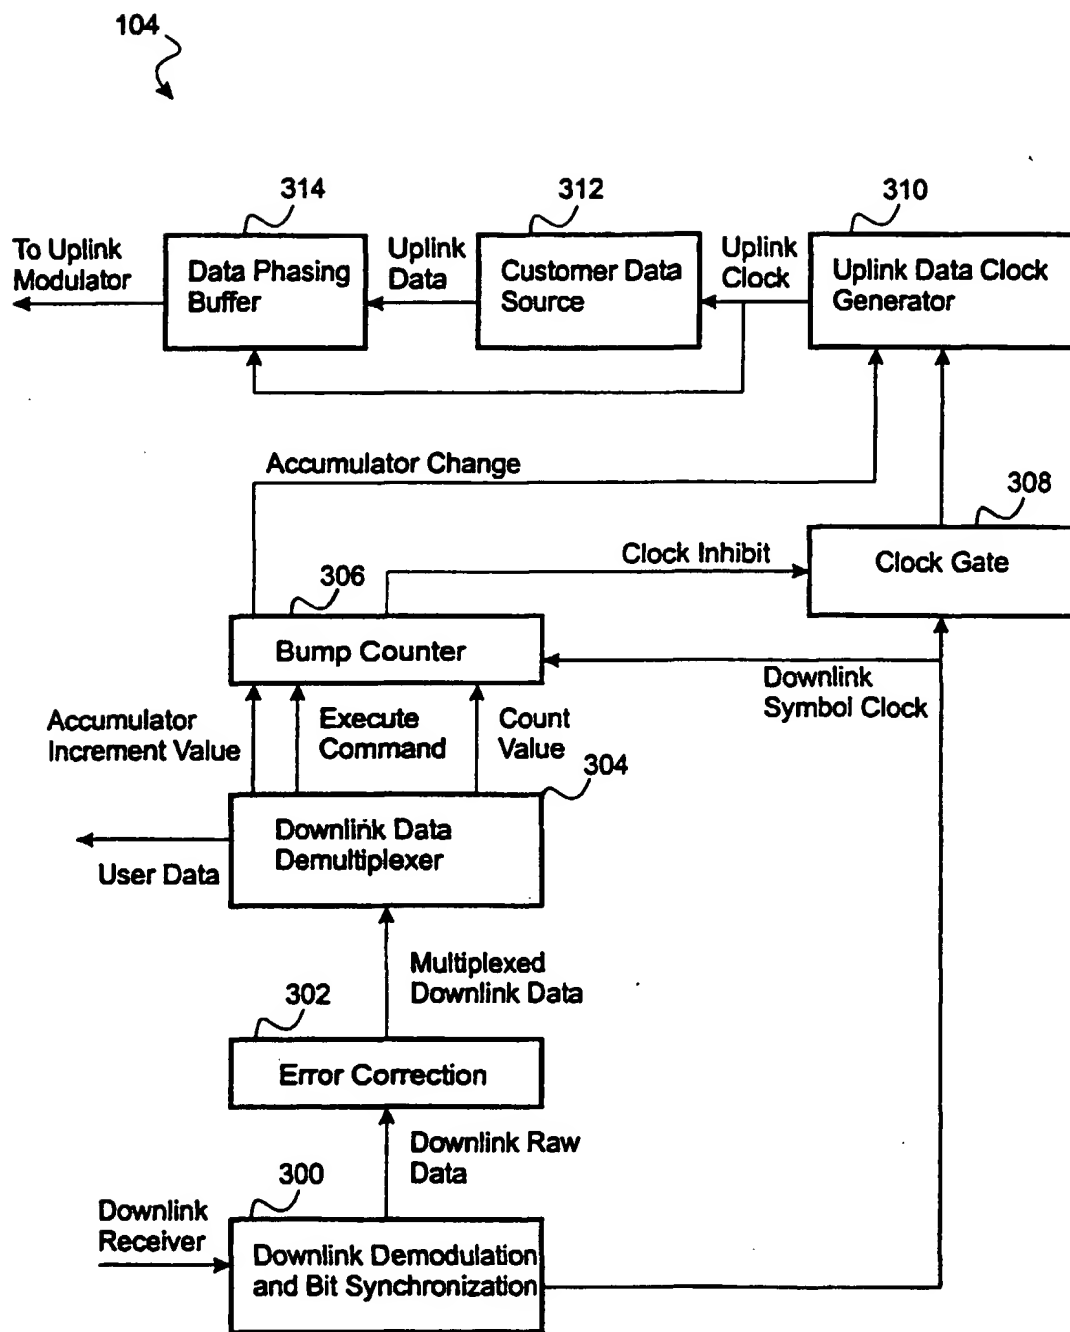 104
314
312
310
To Uplink
Modulator
Data Phasing
Buffer
Uplink
Data
Customer Data
Source
Uplink
Clock
Uplink Data Clock
Generator
Accumulator Change
308
Clock Inhibit
Clock Gate
306
Bump Counter
Downlink
Symbol Clock
Accumulator
Increment Value
Execute
Command
Count
Value
304
Downlink Data
Demultiplexer
User Data
Multiplexed
Downlink Data
302
Error Correction
Downlink Raw
Data
300
Downlink
Receiver
Downlink Demodulation
and Bit Synchronization